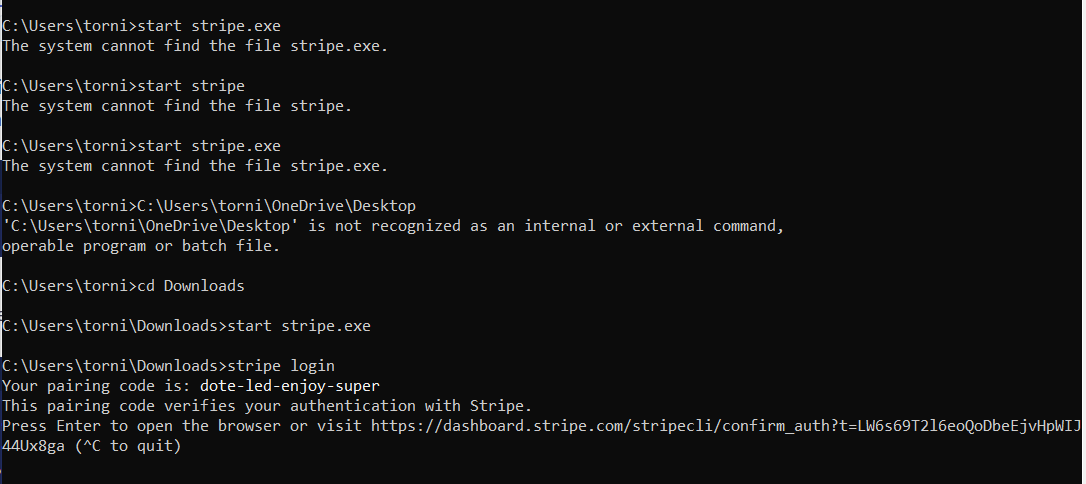 C:\Users\torni>start stripe.exe
The system cannot find the file stripe.exe.
C:\Users\torni>start stripe
The system cannot find the file stripe.
C:\Users\torni>start stripe.exe
The system cannot find the file stripe.exe.
C:\Users\torni>C:\Users\torni\OneDrive\Desktop
'C:\Users\torni\OneDrive\Desktop' is not recognized as an internal or external command,
operable program or batch file.
C:\Users\torni>cd Downloads
C:\Users\torni\Downloads>start stripe.exe
C:\Users\torni\Downloads>stripe login
Your pairing code is: dote-led-enjoy-super
This pairing code verifies your authentication with Stripe.
Press Enter to open the browser or visit https://dashboard.stripe.com/stripecli/confirm_auth?t=LW6s69T2l6eoQoDbeEjvHpWIJ
44Ux8ga (^C to quit)